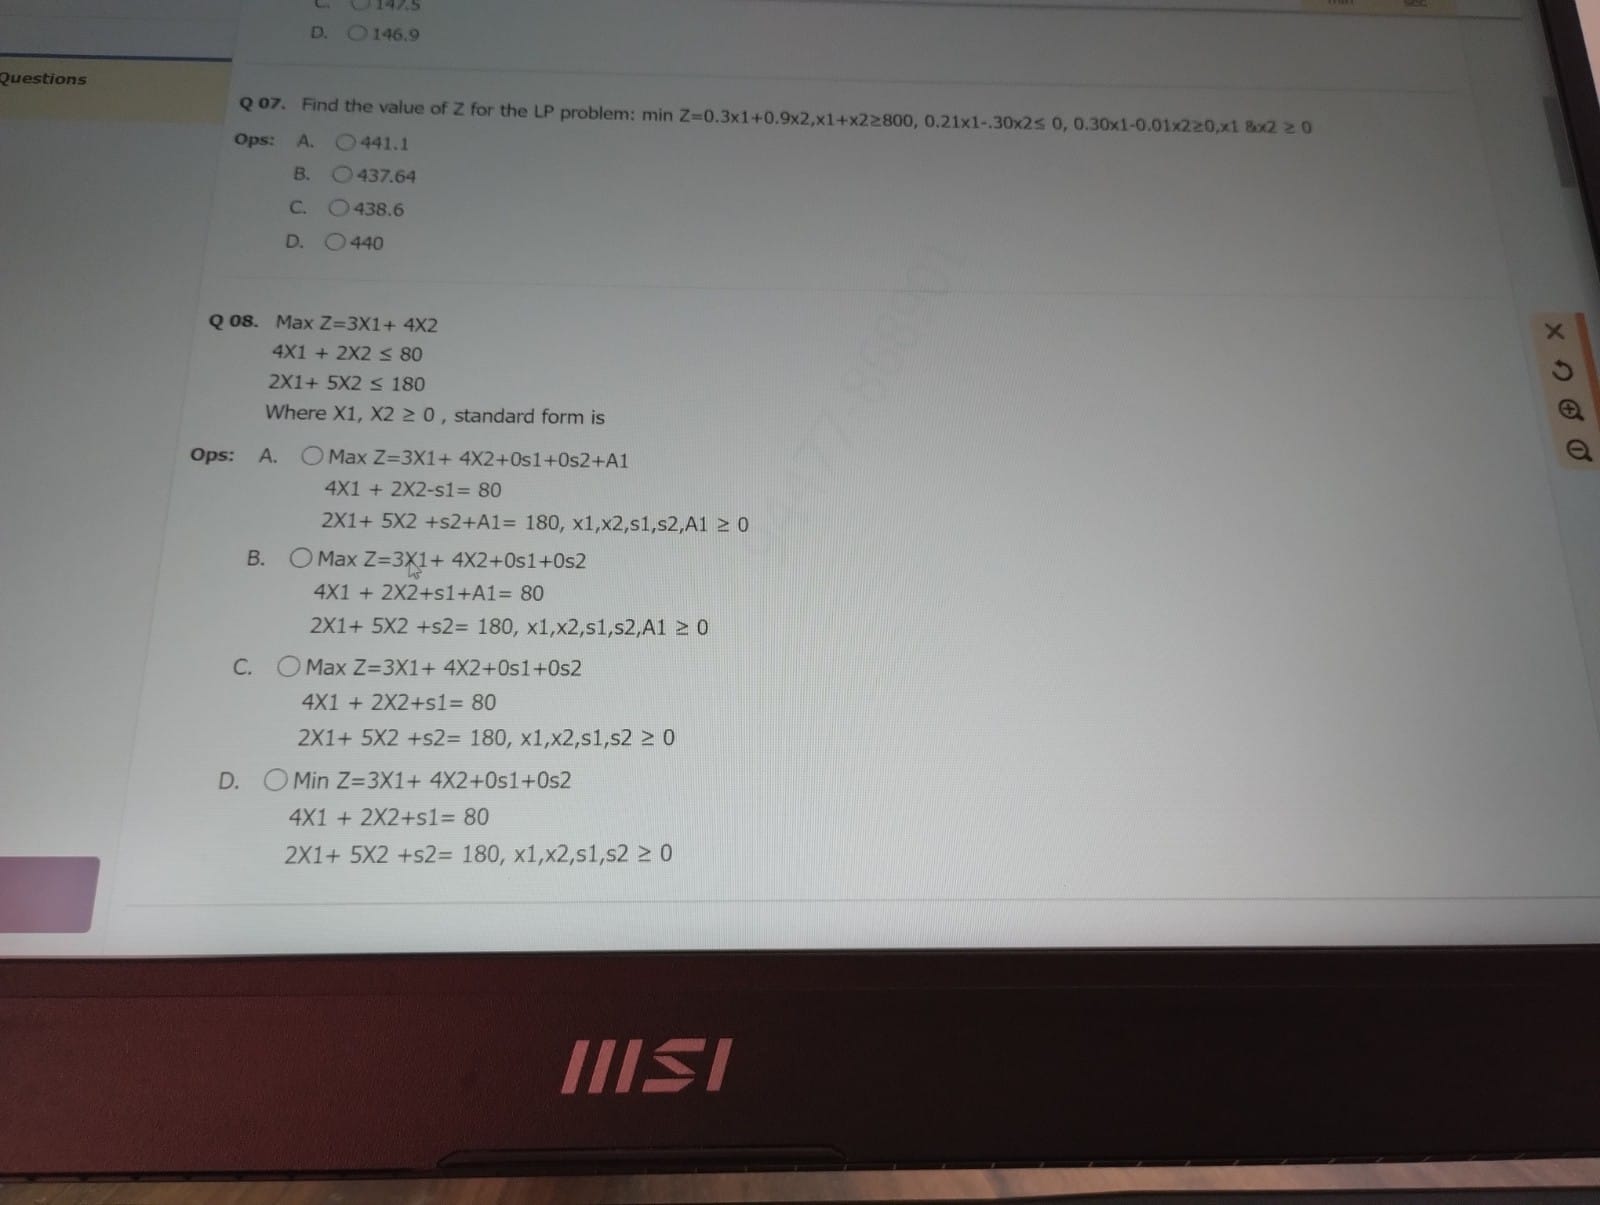 C. 147.5
D. 146.9
min sec
Questions
Q 07. Find the value of Z for the LP problem: min Z=0.3x1+0.9x2,x1+x2≥800, 0.21x1-.30x2≤ 0, 0.30x1-0.01x2≥0,x1 &x2 ≥ 0
Ops: A. 441.1
B. 437.64
C. 438.6
D. 440
Q 08. Max Z=3X1+ 4X2
4X1 + 2X2 ≤ 80
2X1+ 5X2 ≤ 180
Where X1, X2 ≥ 0 , standard form is
Ops: A. Max Z=3X1+ 4X2+0s1+0s2+A1
4X1 + 2X2-s1= 80
2X1+ 5X2 +s2+A1= 180, x1,x2,s1,s2,A1 ≥ 0
B. Max Z=3X1+ 4X2+0s1+0s2
4X1 + 2X2+s1+A1= 80
2X1+ 5X2 +s2= 180, x1,x2,s1,s2,A1 ≥ 0
C. Max Z=3X1+ 4X2+0s1+0s2
4X1 + 2X2+s1= 80
2X1+ 5X2 +s2= 180, x1,x2,s1,s2 ≥ 0
D. Min Z=3X1+ 4X2+0s1+0s2
4X1 + 2X2+s1= 80
2X1+ 5X2 +s2= 180, x1,x2,s1,s2 ≥ 0
msi